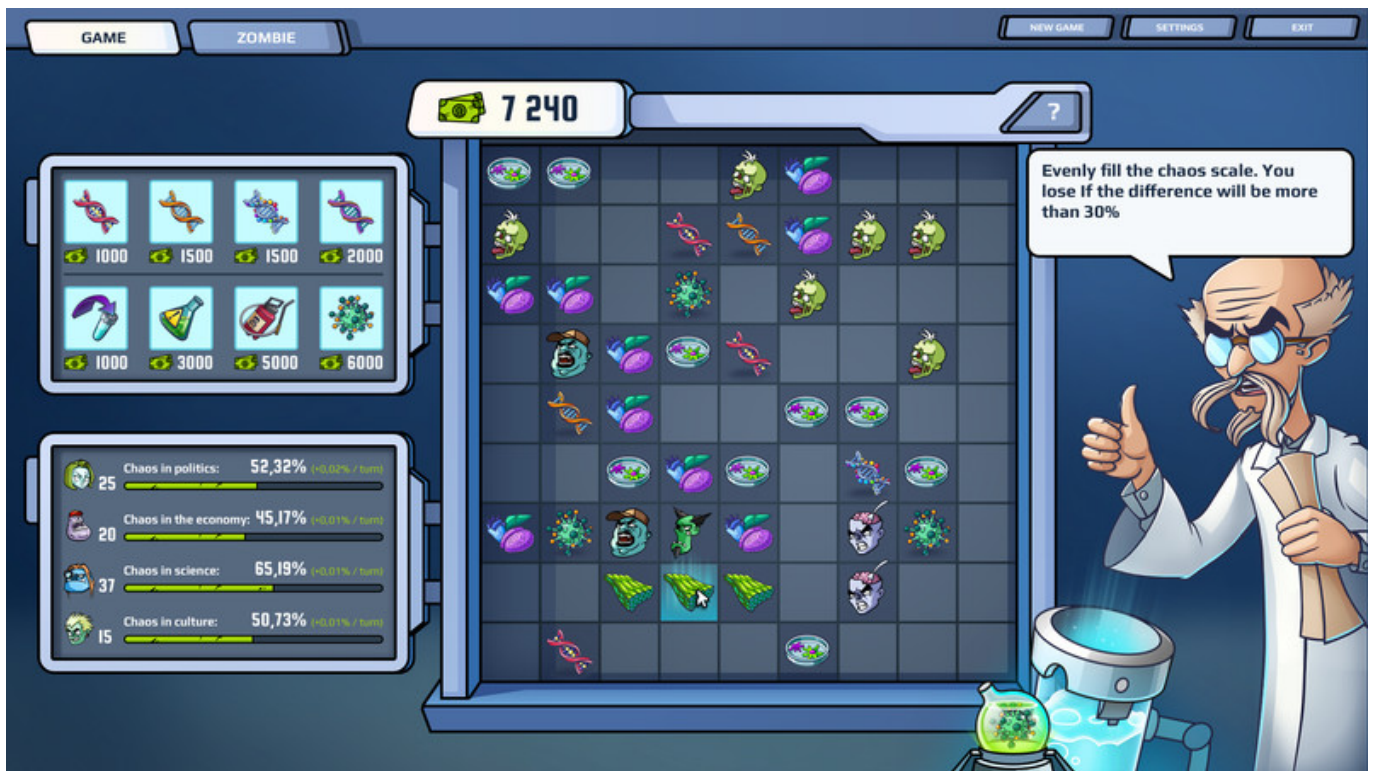 GAME
ZOMBIE
NEW GAME
SETTINGS
EXIT
7 240
?
Evenly fill the chaos scale. You
lose If the difference will be more
than 30%
1000 1500 1500 2000
1000 3000 5000 6000
25 Chaos in politics: 52,32% (+0,02% / turn)
20 Chaos in the economy: 45,17% (+0,01% / turn)
37 Chaos in science: 65,19% (+0,01% / turn)
15 Chaos in culture: 50,73% (+0,01% / turn)